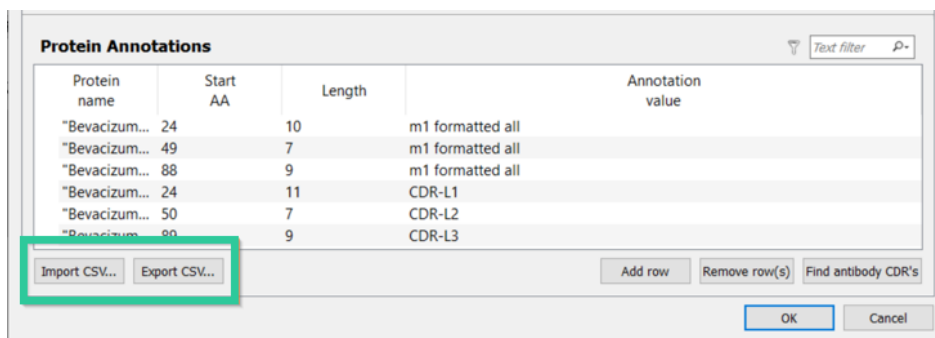 Protein Annotations
Text filter
Protein name Start AA Length Annotation value
"Bevacizum... 24 10 m1 formatted all
"Bevacizum... 49 7 m1 formatted all
"Bevacizum... 88 9 m1 formatted all
"Bevacizum... 24 11 CDR-L1
"Bevacizum... 50 7 CDR-L2
"Bevacizum... 89 9 CDR-L3
Import CSV... Export CSV... Add row Remove row(s) Find antibody CDR's
OK Cancel